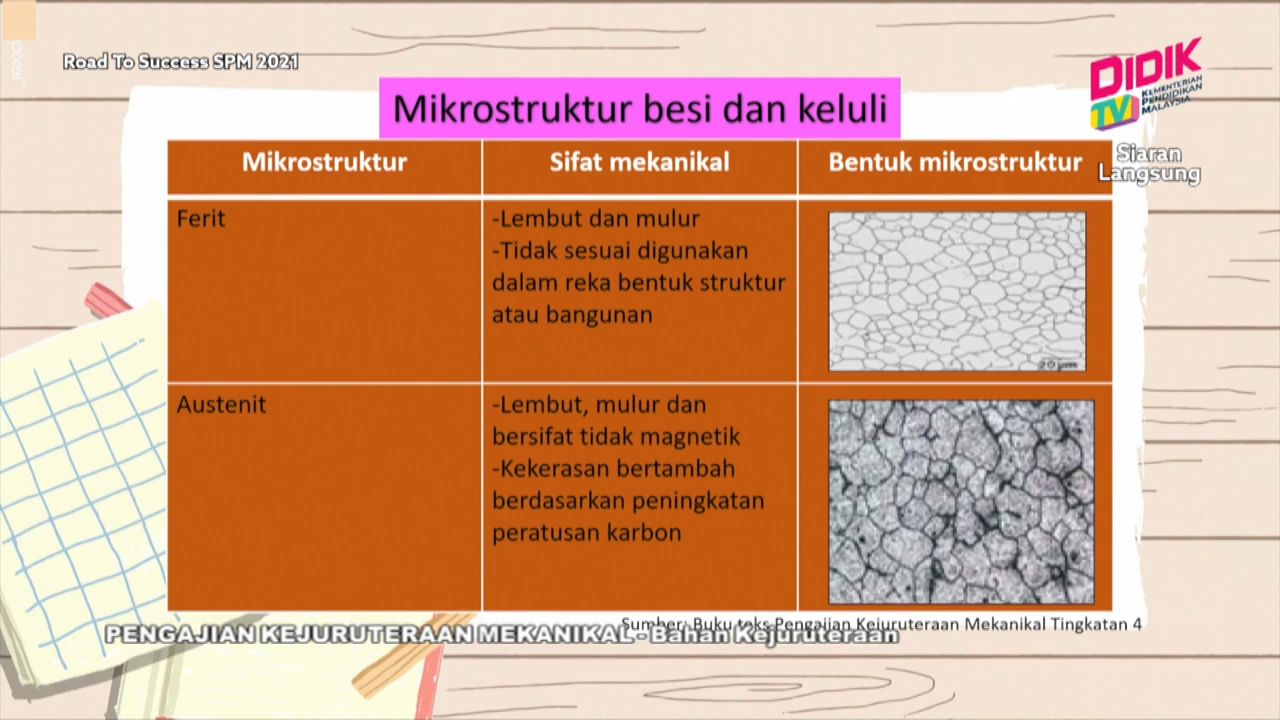 pixel
Road To Success SPM 2021
DIDIK
TV
KEMENTERIAN
PENDIDIKAN
MALAYSIA
Siaran
Langsung
Mikrostruktur besi dan keluli
Mikrostruktur
Sifat mekanikal
Bentuk mikrostruktur
Ferit
-Lembut dan mulur
-Tidak sesuai digunakan
dalam reka bentuk struktur
atau bangunan
20 µm
Austenit
-Lembut, mulur dan
bersifat tidak magnetik
-Kekerasan bertambah
berdasarkan peningkatan
peratusan karbon
Sumber: Buku teks Pengajian Kejuruteraan Mekanikal Tingkatan 4
PENGAJIAN KEJURUTERAAN MEKANIKAL - Bahan Kejuruteraan